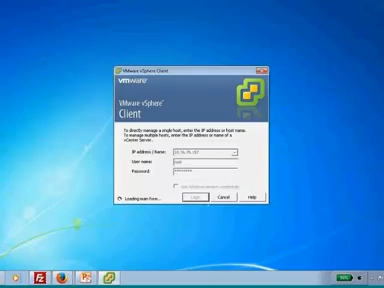 VMware vSphere Client
vmware
VMware vSphere
Client
To directly manage a single host, enter the IP address or host name.
To manage multiple hosts, enter the IP address or name of a
vCenter Server.
IP address / Name:
User name:
root
Password:
Use Windows session credentials
Loading main form...
Login
Cancel
Help
Fz